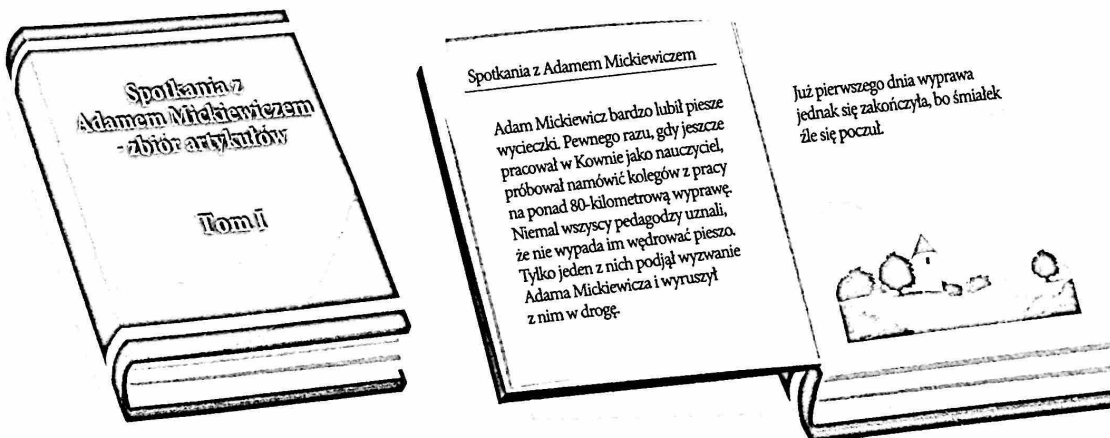 Spotkania z
Adamem Mickiewiczem
- zbiór artykułów
Tom I
Spotkania z Adamem Mickiewiczem
Adam Mickiewicz bardzo lubił piesze
wycieczki. Pewnego razu, gdy jeszcze
pracował w Kownie jako nauczyciel,
próbował namówić kolegów z pracy
na ponad 80-kilometrową wyprawę.
Niemal wszyscy pedagodzy uznali,
że nie wypada im wędrować pieszo.
Tylko jeden z nich podjął wyzwanie
Adama Mickiewicza i wyruszył
z nim w drogę.
Już pierwszego dnia wyprawa
jednak się zakończyła, bo śmiałek
źle się poczuł.